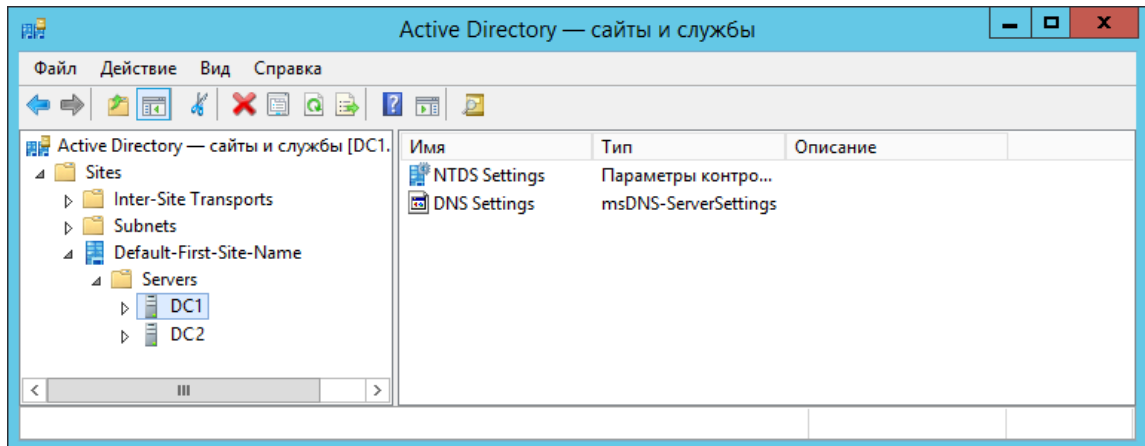 Active Directory — сайты и службы
Файл Действие Вид Справка
Active Directory — сайты и службы [DC1.
Sites
Inter-Site Transports
Subnets
Default-First-Site-Name
Servers
DC1
DC2
Имя Тип Описание
NTDS Settings Параметры контро...
DNS Settings msDNS-ServerSettings